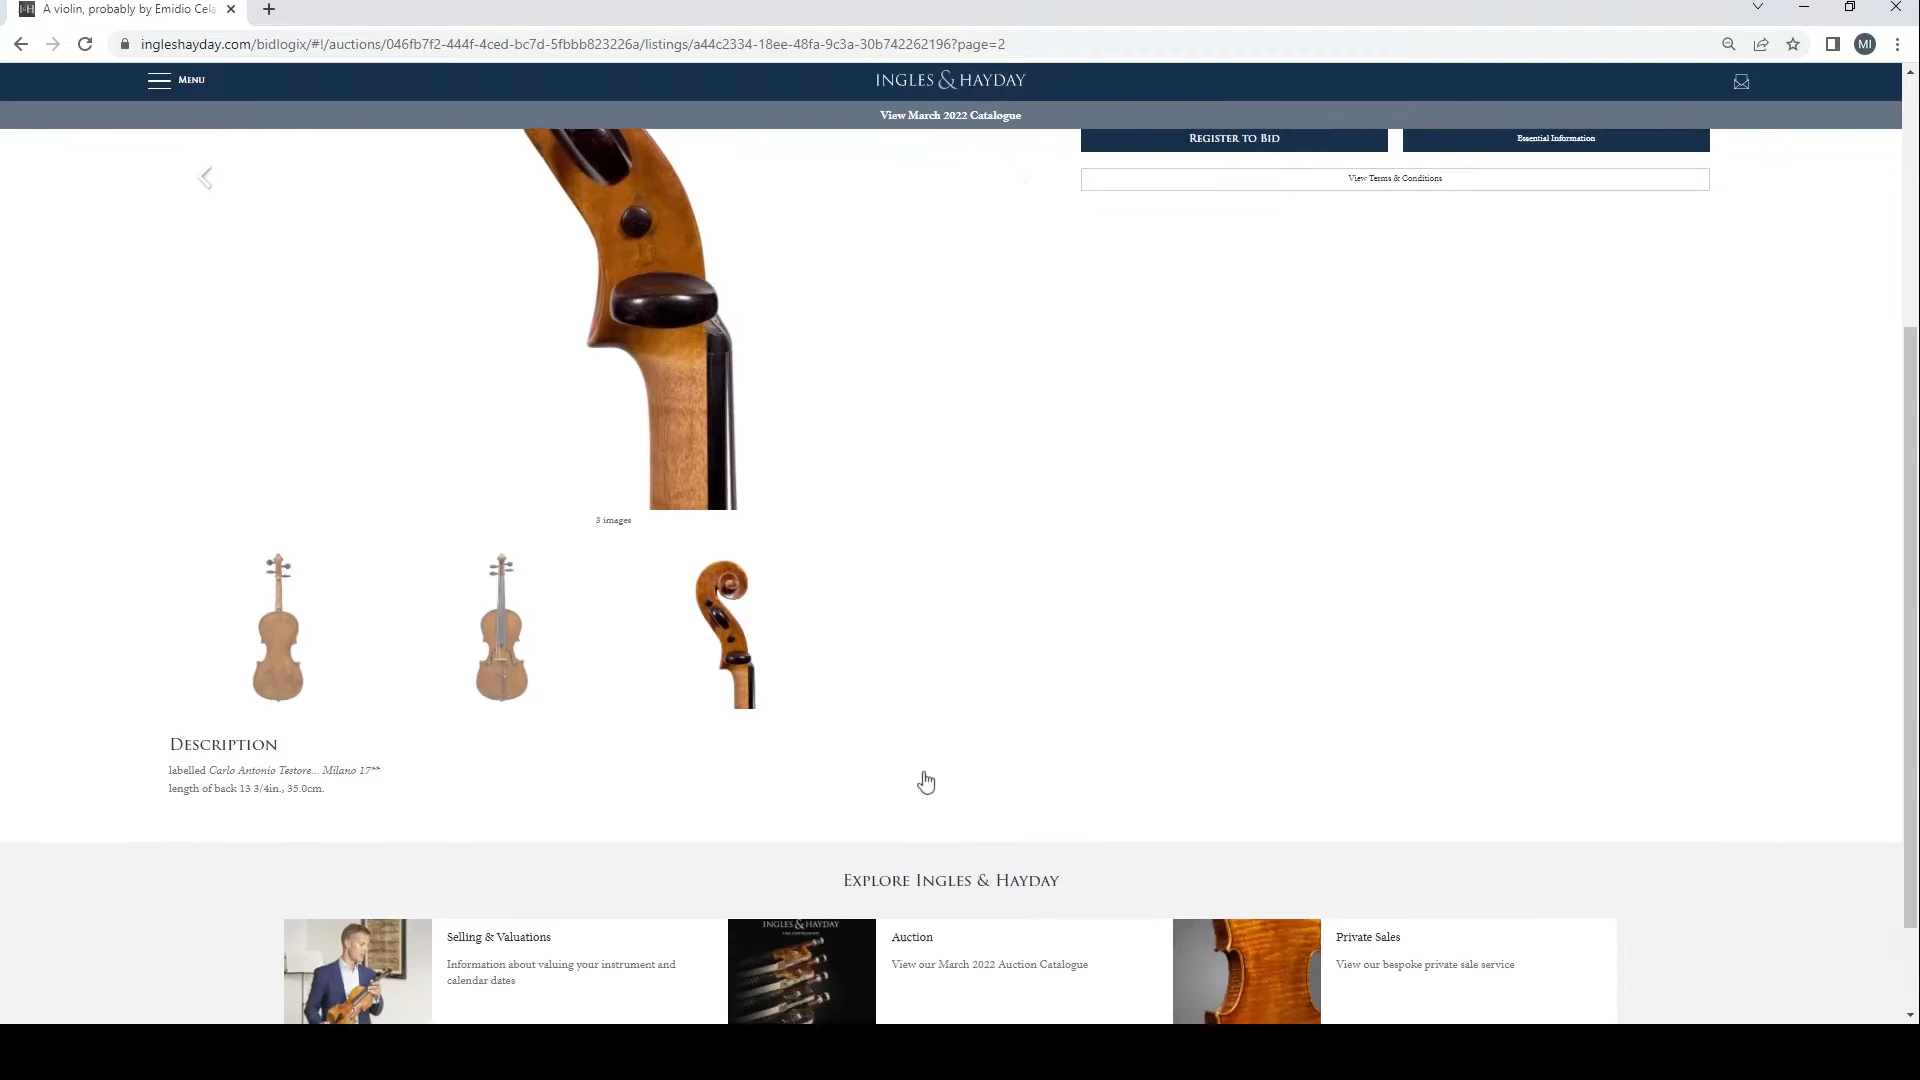 A violin, probably by Emidio Cela
ingleshayday.com/bidlogix/#!/auctions/046fb7f2-444f-4ced-bc7d-5fbbb823226a/listings/a44c2334-18ee-48fa-9c3a-30b742262196?page=2
MI
MENU
INGLES & HAYDAY
View March 2022 Catalogue
REGISTER TO BID
Essential Information
View Terms & Conditions
3 images
DESCRIPTION
labelled Carlo Antonio Testore... Milano 17**
length of back 13 3/4in., 35.0cm.
EXPLORE INGLES & HAYDAY
Selling & Valuations
Information about valuing your instrument and
calendar dates
INGLES & HAYDAY
Auction
View our March 2022 Auction Catalogue
Private Sales
View our bespoke private sale service